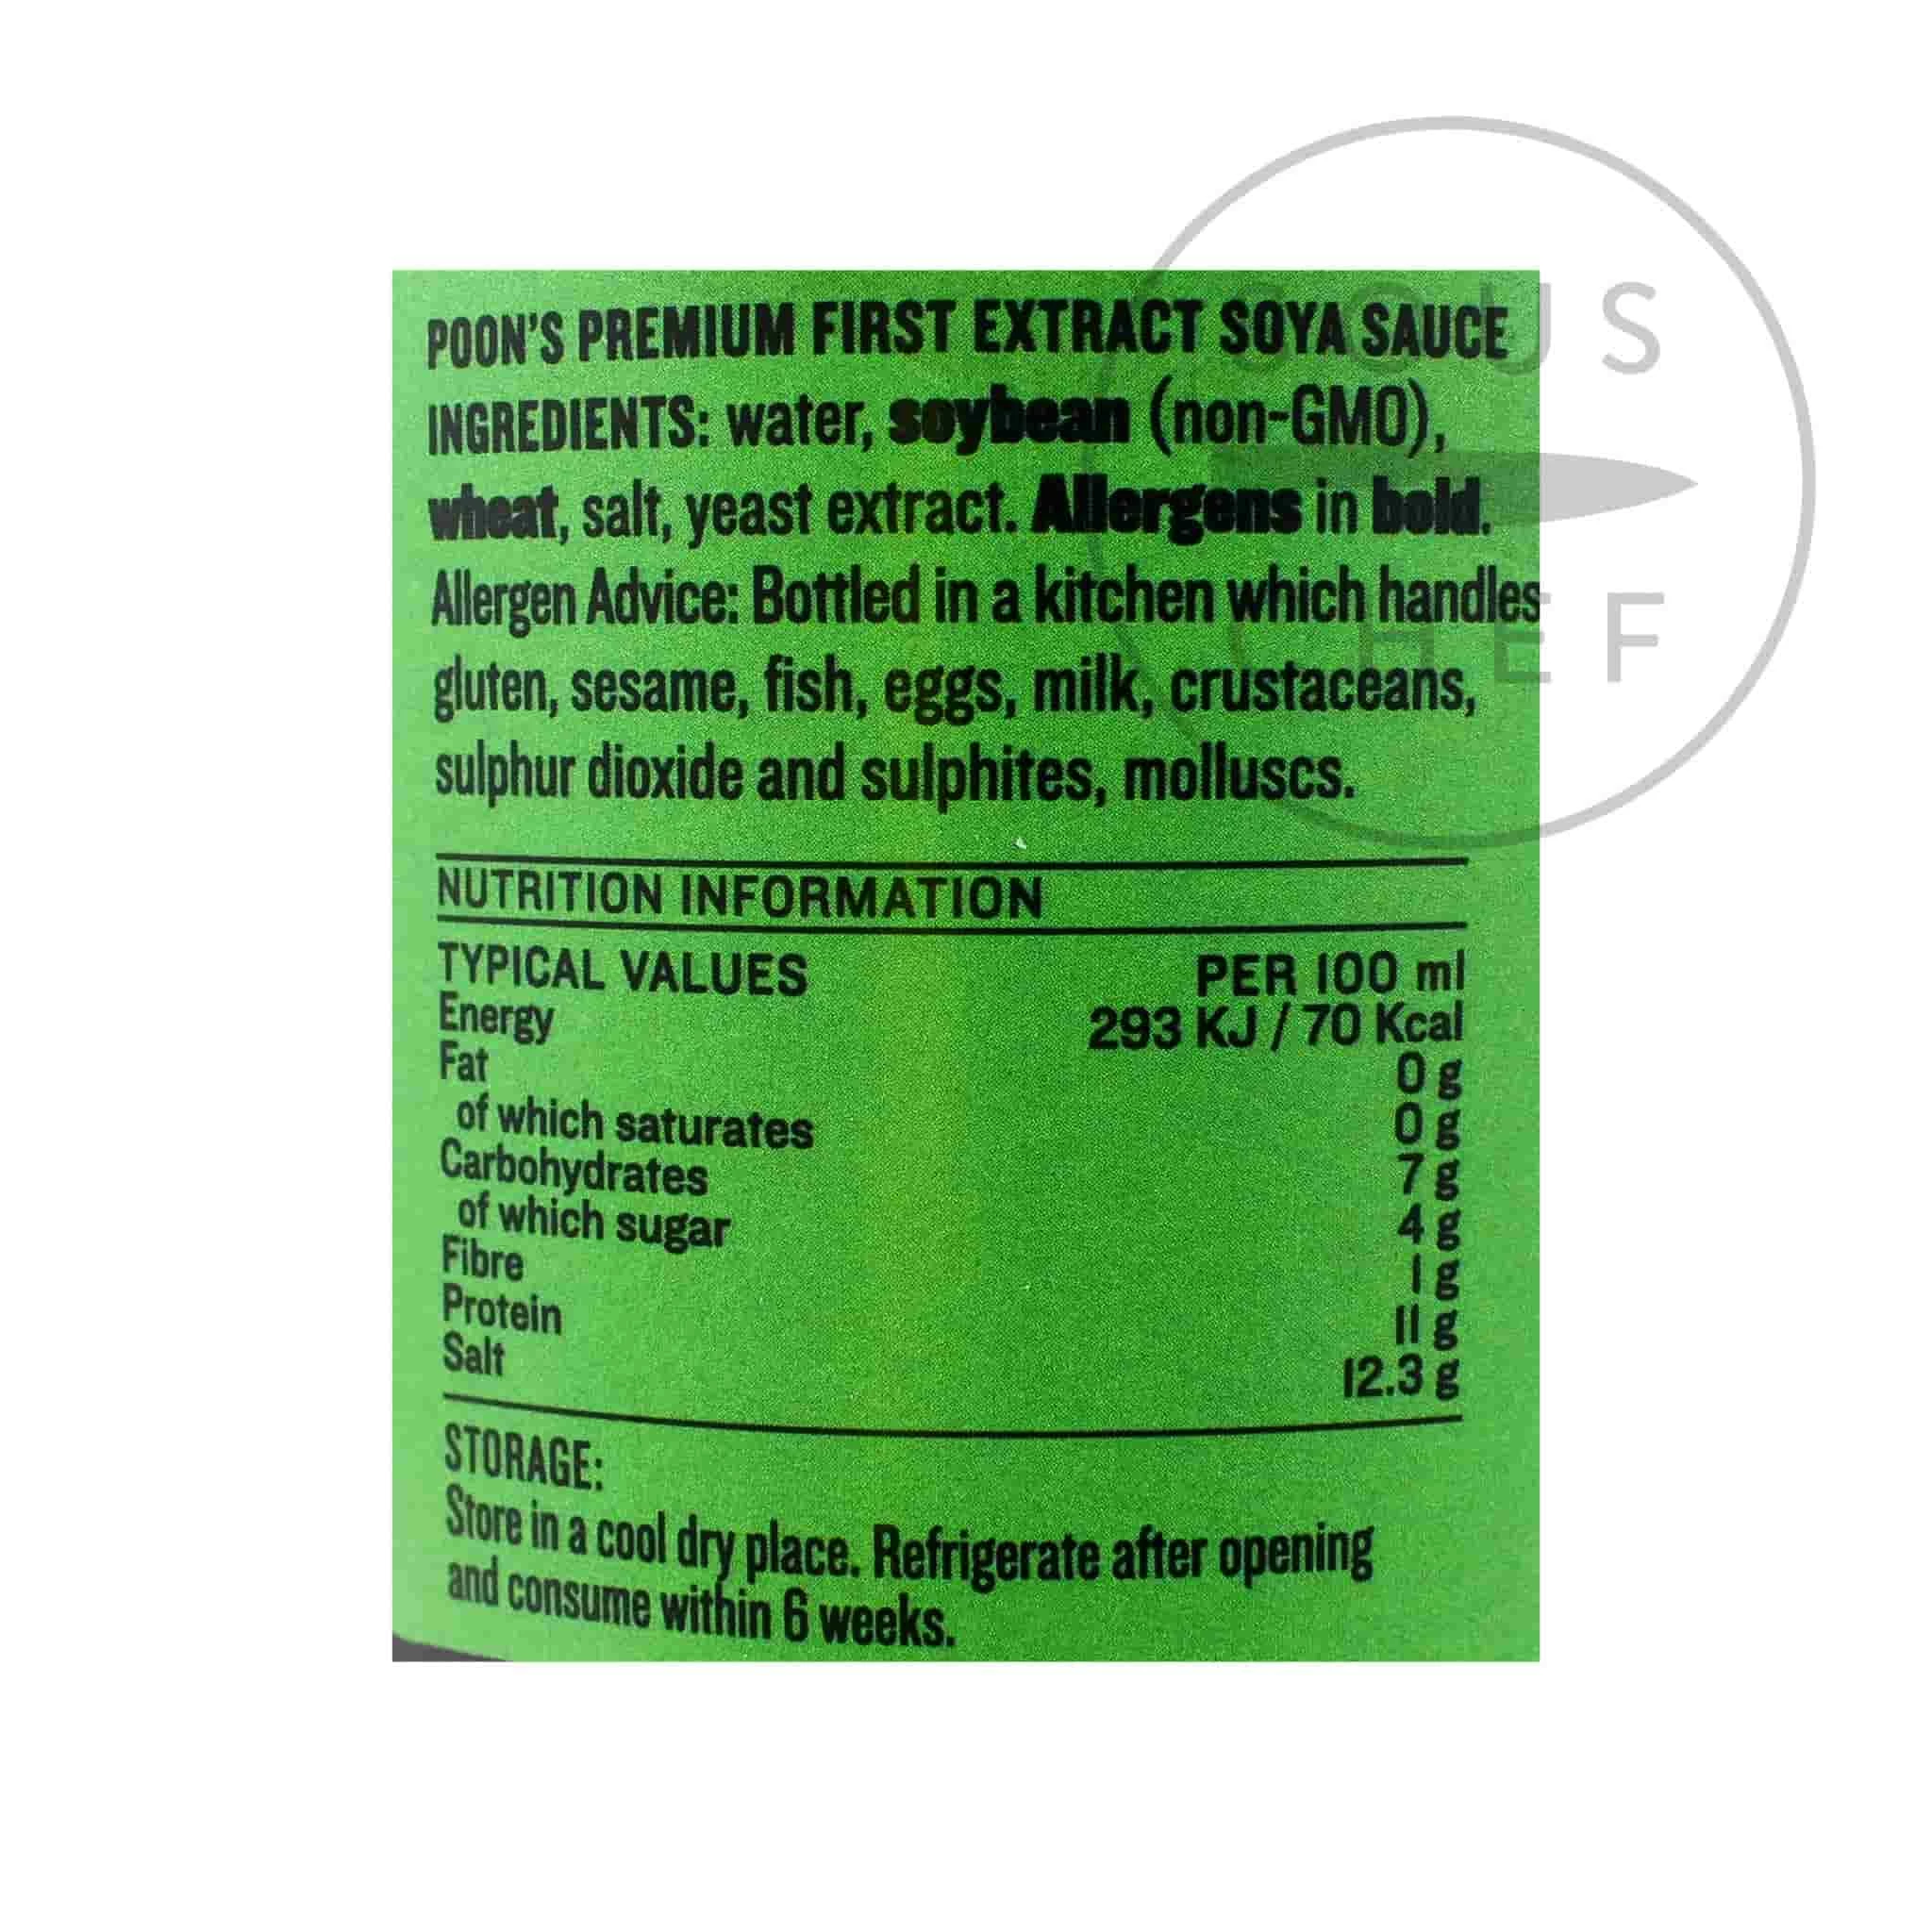 POON'S PREMIUM FIRST EXTRACT SOYA SAUCE
INGREDIENTS: water, soybean (non-GMO),
wheat, salt, yeast extract. Allergens in bold.
Allergen Advice: Bottled in a kitchen which handles
gluten, sesame, fish, eggs, milk, crustaceans,
sulphur dioxide and sulphites, molluscs.
NUTRITION INFORMATION
TYPICAL VALUES PER 100 ml
Energy 293 KJ / 70 Kcal
Fat 0 g
of which saturates 0 g
Carbohydrates 7 g
of which sugar 4 g
Fibre 1 g
Protein 11 g
Salt 12.3 g
STORAGE:
Store in a cool dry place. Refrigerate after opening
and consume within 6 weeks.
SOUS
CHEF